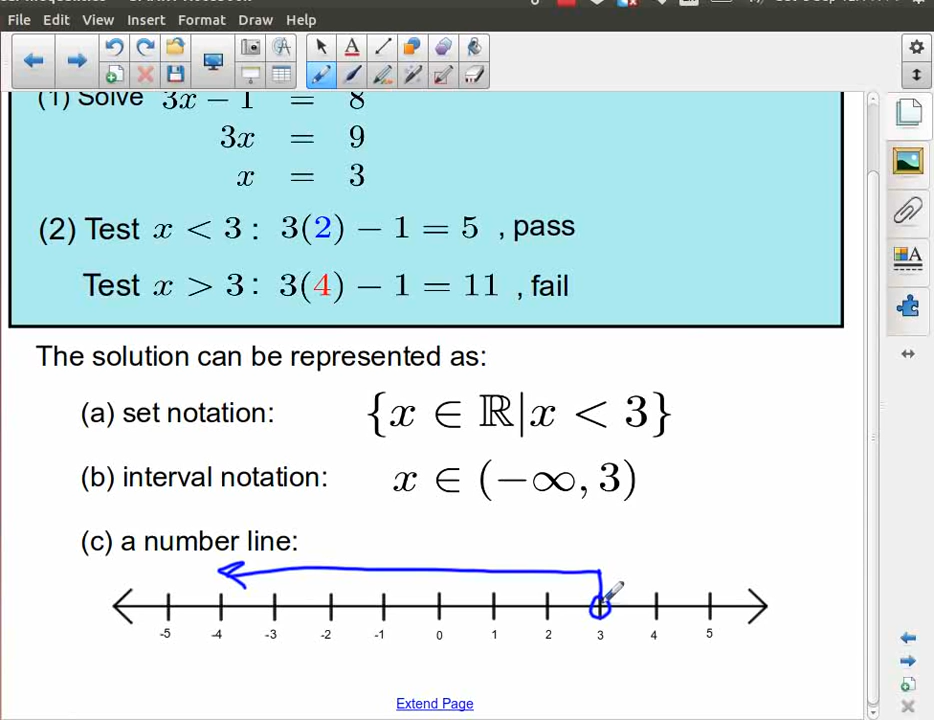 File Edit View Insert Format Draw Help
(1) Solve 3x − 1 = 8
3x = 9
x = 3
(2) Test x < 3 : 3(2) − 1 = 5 , pass
Test x > 3 : 3(4) − 1 = 11 , fail
The solution can be represented as:
(a) set notation: {x ∈ ℝ|x < 3}
(b) interval notation: x ∈ (−∞, 3)
(c) a number line:
-5 -4 -3 -2 -1 0 1 2 3 4 5
Extend Page